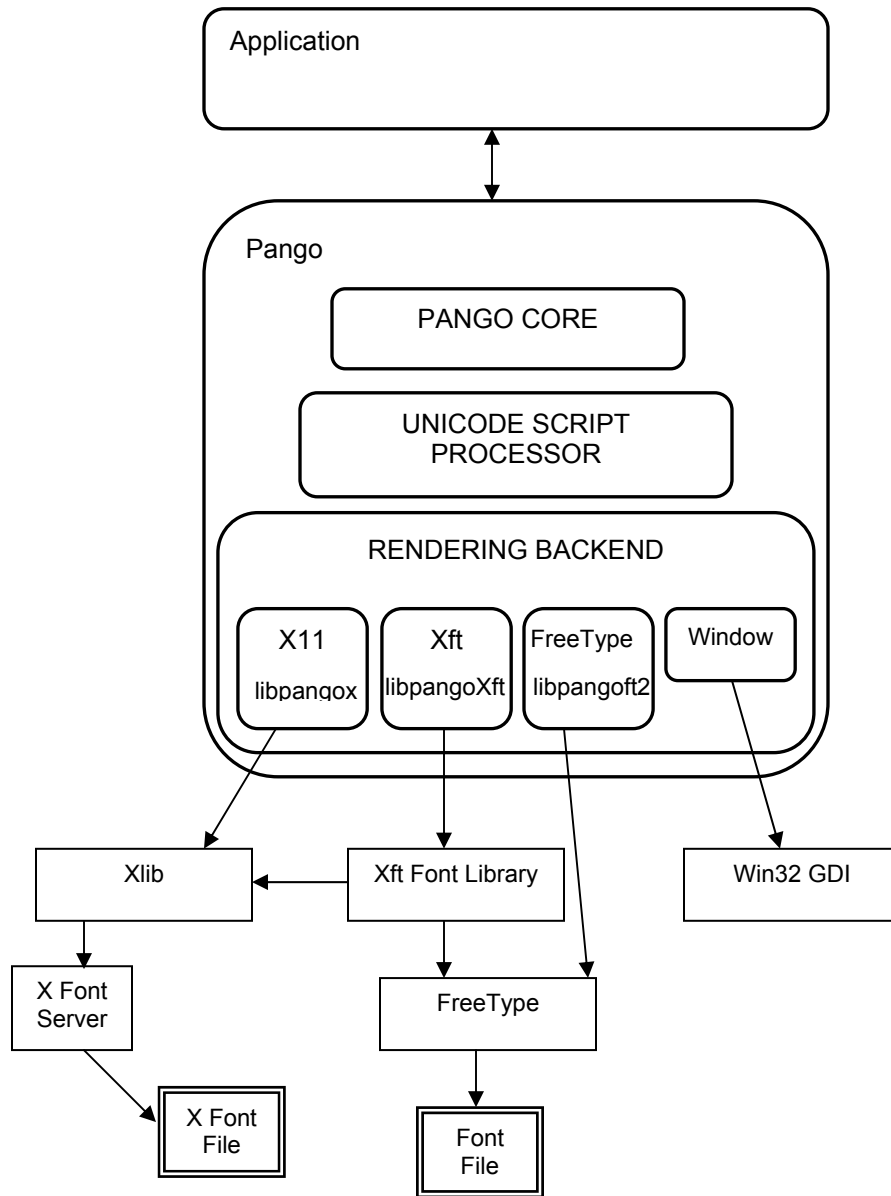 Application
Pango
PANGO CORE
UNICODE SCRIPT
PROCESSOR
RENDERING BACKEND
X11
libpangox
Xft
libpangoXft
FreeType
libpangoft2
Window
Xlib
Xft Font Library
Win32 GDI
X Font
Server
FreeType
X Font
File
Font
File